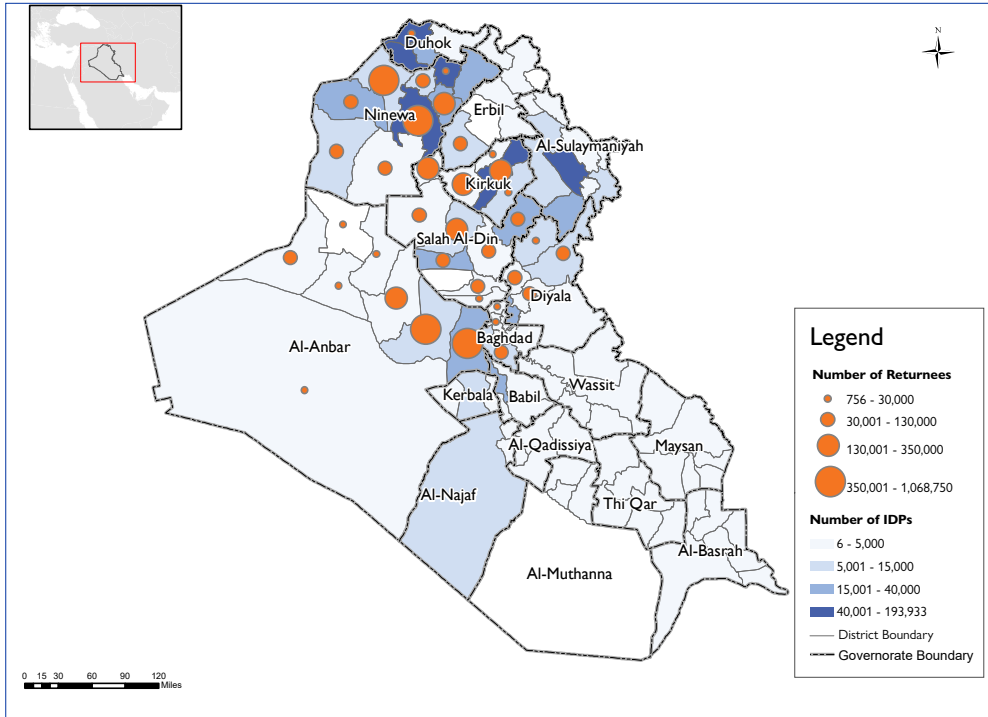 N
Duhok
Ninewa
Erbil
Al-Sulaymaniyah
Kirkuk
Salah Al-Din
Diyala
Al-Anbar
Baghdad
Wassit
Kerbala
Babil
Al-Qadissiya
Maysan
Al-Najaf
Thi Qar
Al-Basrah
Al-Muthanna
Legend
Number of Returnees
756 - 30,000
30,001 - 130,000
130,001 - 350,000
350,001 - 1,068,750
Number of IDPs
6 - 5,000
5,001 - 15,000
15,001 - 40,000
40,001 - 193,933
District Boundary
Governorate Boundary
0 15 30 60 90 120
Miles